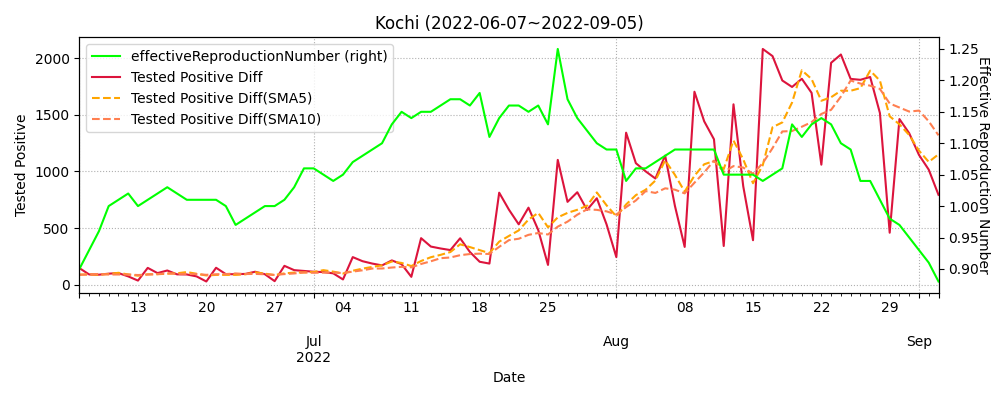 Kochi (2022-06-07~2022-09-05)
effectiveReproductionNumber (right)
Tested Positive Diff
Tested Positive Diff(SMA5)
Tested Positive Diff(SMA10)
Tested Positive
2000
1500
1000
500
0
1.25
1.20
1.15
1.10
1.05
1.00
0.95
0.90
Effective Reproduction Number
13 20 27 04 11 18 25 08 15 22 29
Jul Aug Sep
2022
Date